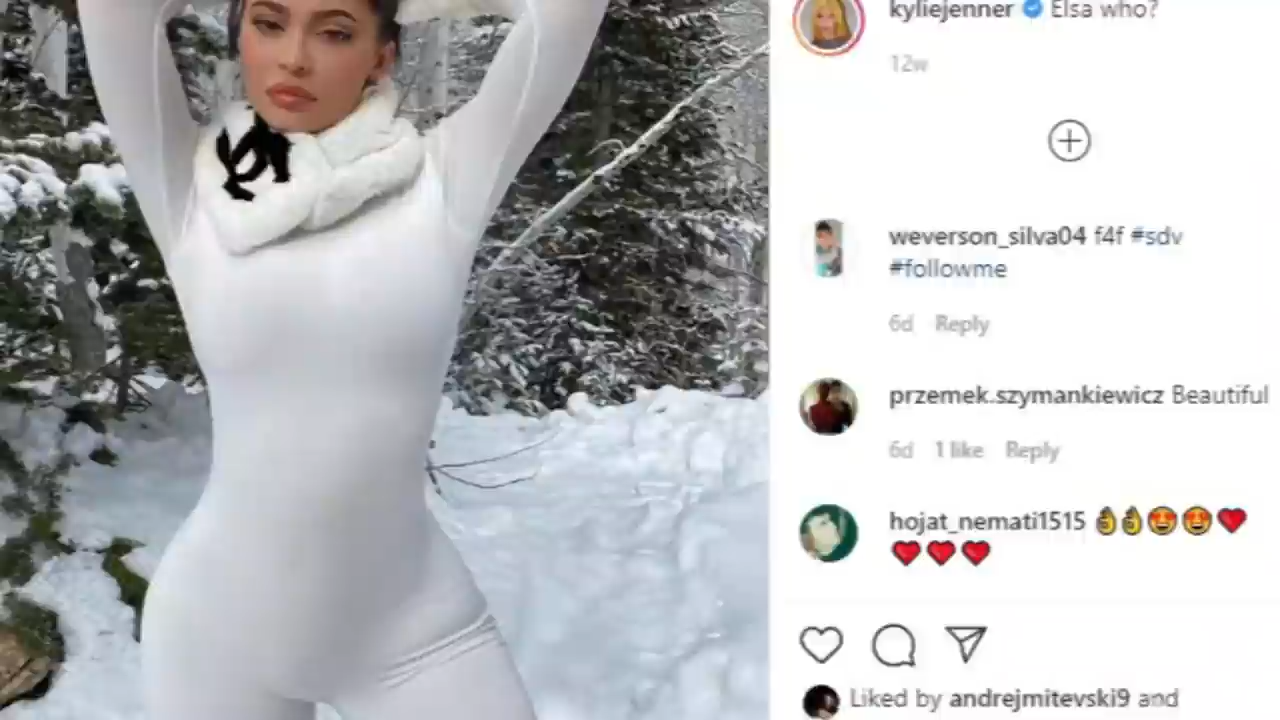 kyliejenner Elsa who?
12w
weverson_silva04 f4f #sdv
#followme
6d Reply
przemek.szymankiewicz Beautiful
6d 1 like Reply
hojat_nemati1515 👌👌😍😍❤️
❤️❤️❤️
Liked by andrejmitevski9 and